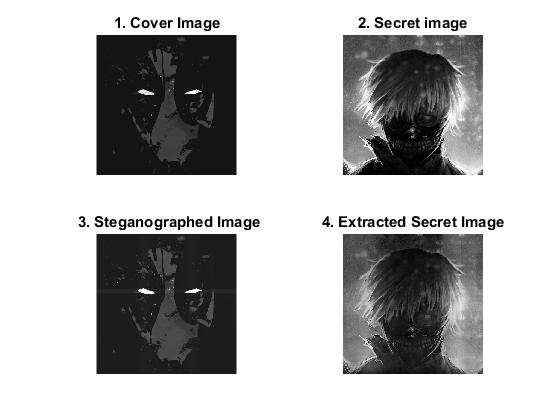 1. Cover Image
2. Secret image
3. Steganographed Image
4. Extracted Secret Image